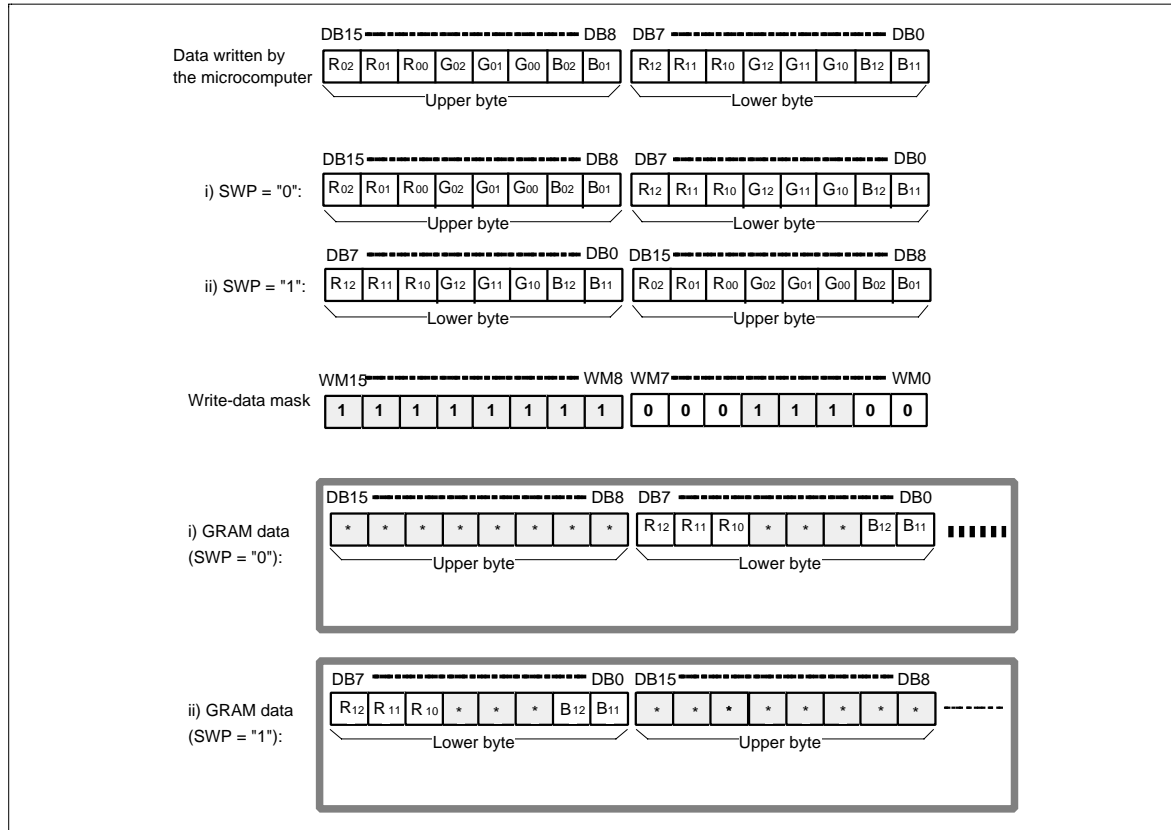 DB15 DB8 DB7 DB0
Data written by
the microcomputer
R02 R01 R00 G02 G01 G00 B02 B01 R12 R11 R10 G12 G11 G10 B12 B11
Upper byte Lower byte
DB15 DB8 DB7 DB0
i) SWP = "0":
R02 R01 R00 G02 G01 G00 B02 B01 R12 R11 R10 G12 G11 G10 B12 B11
Upper byte Lower byte
DB7 DB0 DB15 DB8
ii) SWP = "1":
R12 R11 R10 G12 G11 G10 B12 B11 R02 R01 R00 G02 G01 G00 B02 B01
Lower byte Upper byte
WM15 WM8 WM7 WM0
Write-data mask
1 1 1 1 1 1 1 1 0 0 0 1 1 1 0 0
DB15 DB8 DB7 DB0
i) GRAM data
(SWP = "0"):
* * * * * * * * R12 R11 R10 * * * B12 B11
Upper byte Lower byte
DB7 DB0 DB15 DB8
ii) GRAM data
(SWP = "1"):
R12 R11 R10 * * * B12 B11 * * * * * * * *
Lower byte Upper byte